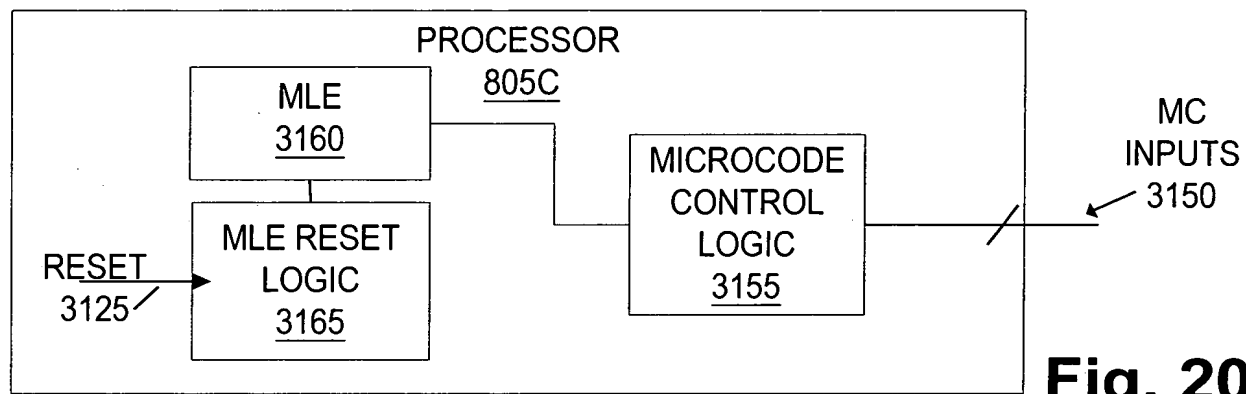 PROCESSOR
805C
MLE
3160
MLE RESET
LOGIC
3165
RESET
3125
MICROCODE
CONTROL
LOGIC
3155
MC
INPUTS
3150
Fig. 20